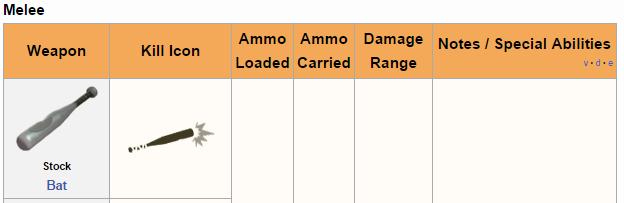 Melee
Weapon
Kill Icon
Ammo
Loaded
Ammo
Carried
Damage
Range
Notes / Special Abilities
v · d · e
Stock
Bat